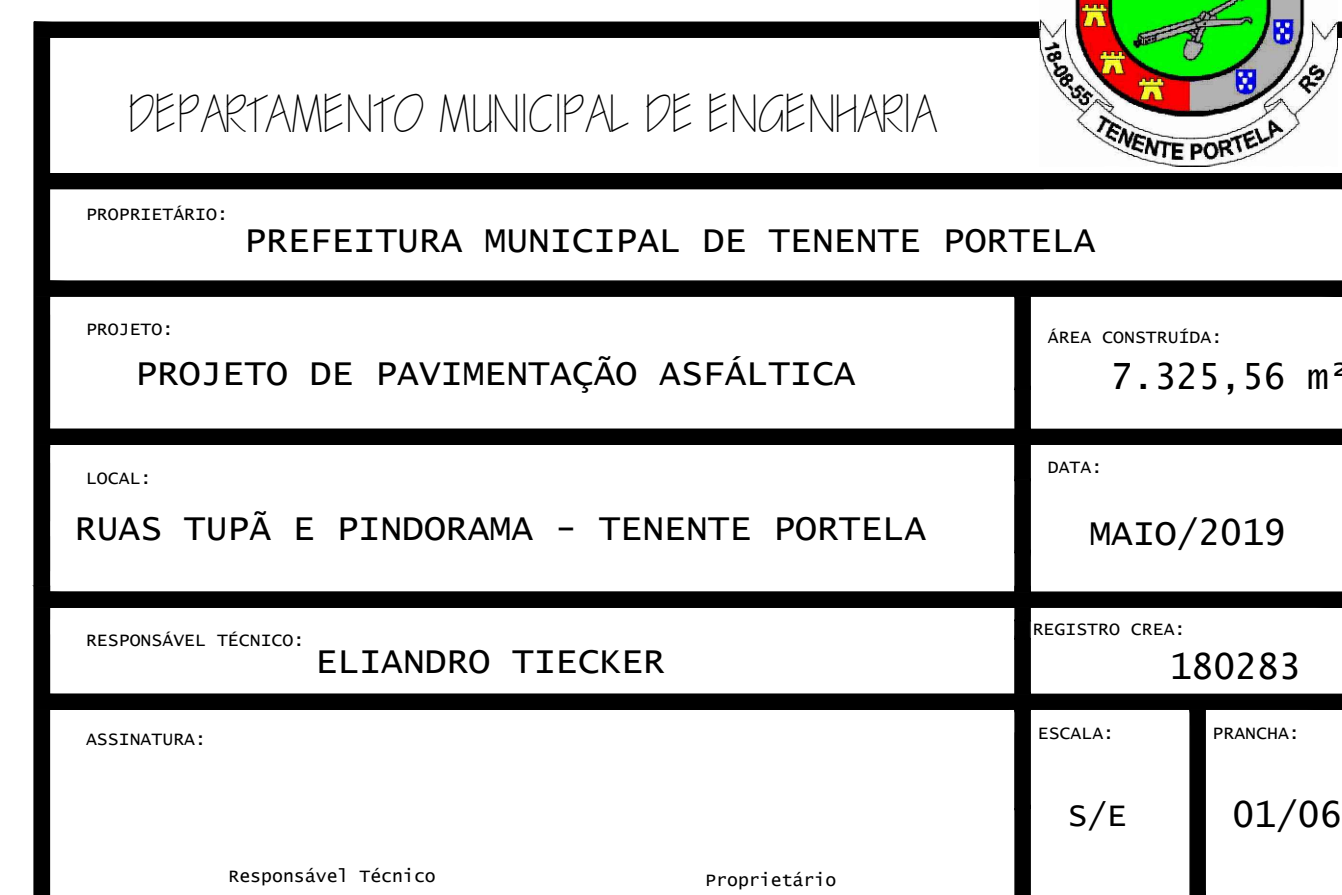 18-08-55 TENENTE PORTELA RS
DEPARTAMENTO MUNICIPAL DE ENGENHARIA
PROPRIETÁRIO:
PREFEITURA MUNICIPAL DE TENENTE PORTELA
PROJETO:
PROJETO DE PAVIMENTAÇÃO ASFÁLTICA
ÁREA CONSTRUÍDA:
7.325,56 m²
LOCAL:
RUAS TUPÃ E PINDORAMA - TENENTE PORTELA
DATA:
MAIO/2019
RESPONSÁVEL TÉCNICO:
ELIANDRO TIECKER
REGISTRO CREA:
180283
ASSINATURA:
Responsável Técnico
Proprietário
ESCALA:
S/E
PRANCHA:
01/06